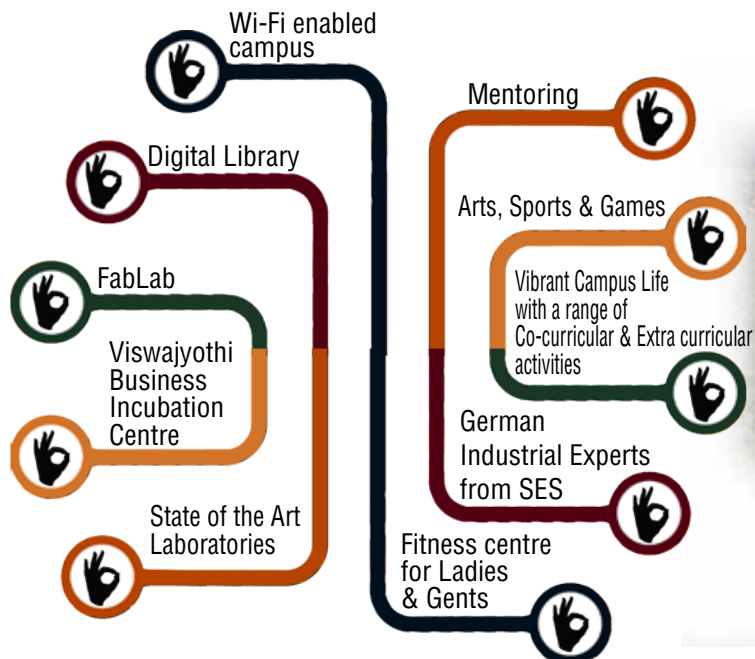 Wi-Fi enabled
campus
Digital Library
FabLab
Viswajyothi
Business
Incubation
Centre
State of the Art
Laboratories
Mentoring
Arts, Sports & Games
Vibrant Campus Life
with a range of
Co-curricular & Extra curricular
activities
German
Industrial Experts
from SES
Fitness centre
for Ladies
& Gents